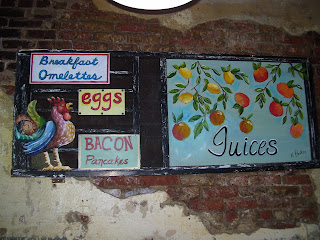 Breakfast
Omelettes
eggs
BACON
Pancakes
Juices